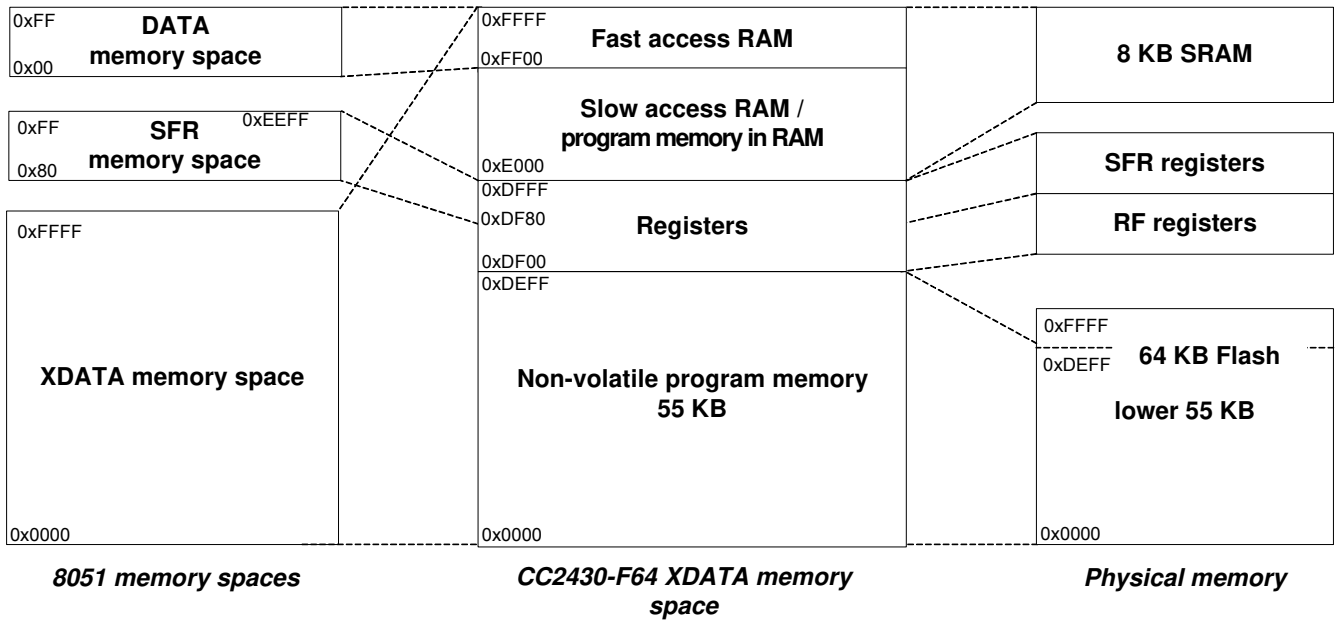 0xFF
DATA
memory space
0x00
0xFF
SFR
0xEEFF
memory space
0x80
0xFFFF
XDATA memory space
0x0000
8051 memory spaces
0xFFFF
Fast access RAM
0xFF00
Slow access RAM /
program memory in RAM
0xE000
0xDFFF
0xDF80
Registers
0xDF00
0xDEFF
Non-volatile program memory
55 KB
0x0000
CC2430-F64 XDATA memory
space
8 KB SRAM
SFR registers
RF registers
0xFFFF
0xDEFF
64 KB Flash
lower 55 KB
0x0000
Physical memory